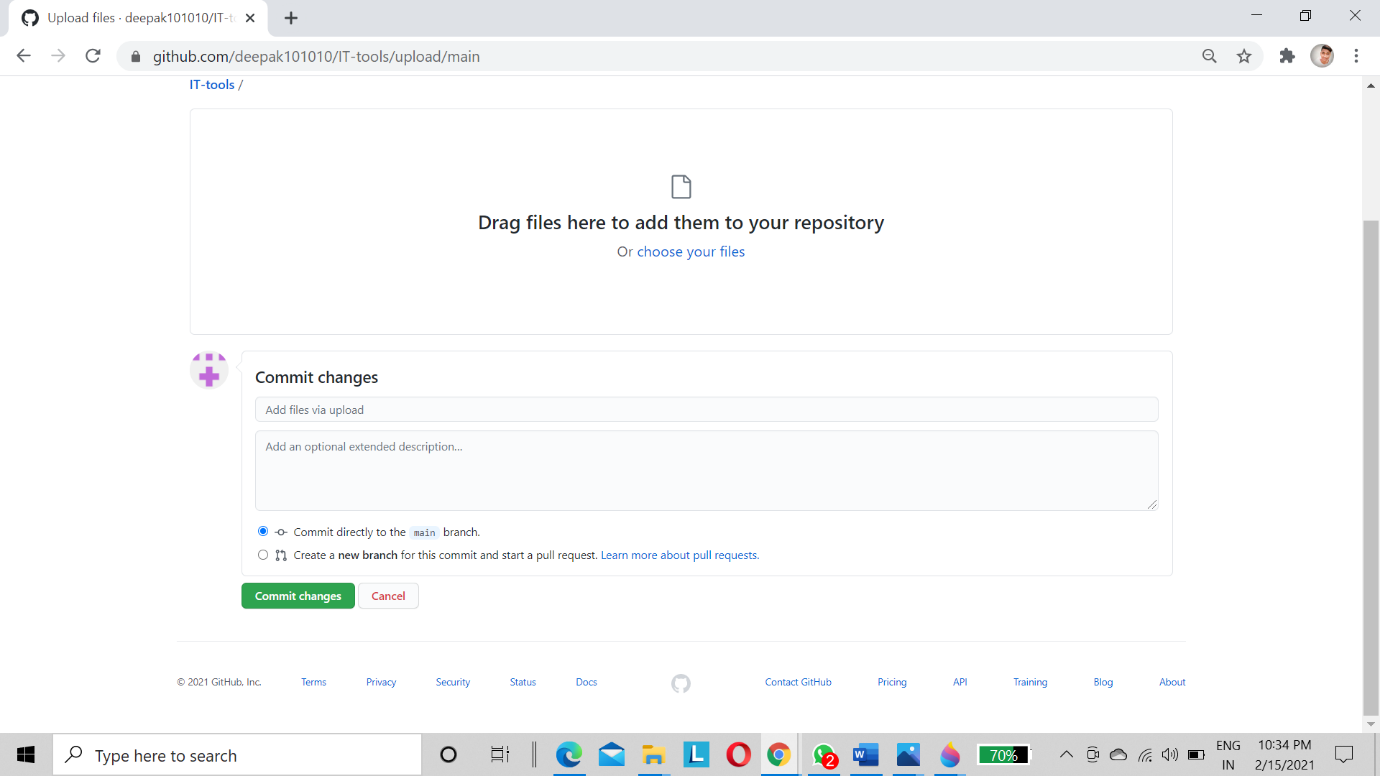 Upload files · deepak101010/IT-to
github.com/deepak101010/IT-tools/upload/main
IT-tools /
Drag files here to add them to your repository
Or choose your files
Commit changes
Add files via upload
Add an optional extended description...
Commit directly to the main branch.
Create a new branch for this commit and start a pull request. Learn more about pull requests.
Commit changes Cancel
© 2021 GitHub, Inc. Terms Privacy Security Status Docs Contact GitHub Pricing API Training Blog About
Type here to search
L
2
W
70%
ENG
IN
10:34 PM
2/15/2021